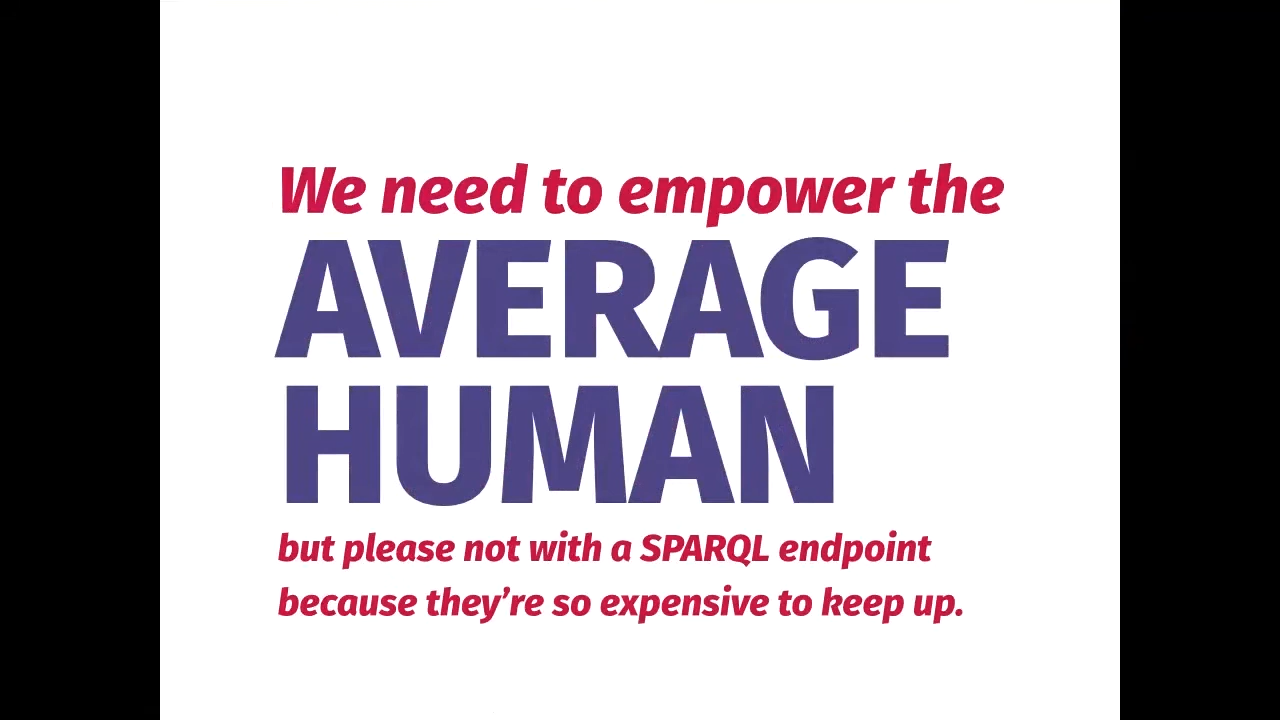 We need to empower the
AVERAGE
HUMAN
but please not with a SPARQL endpoint
because they’re so expensive to keep up.